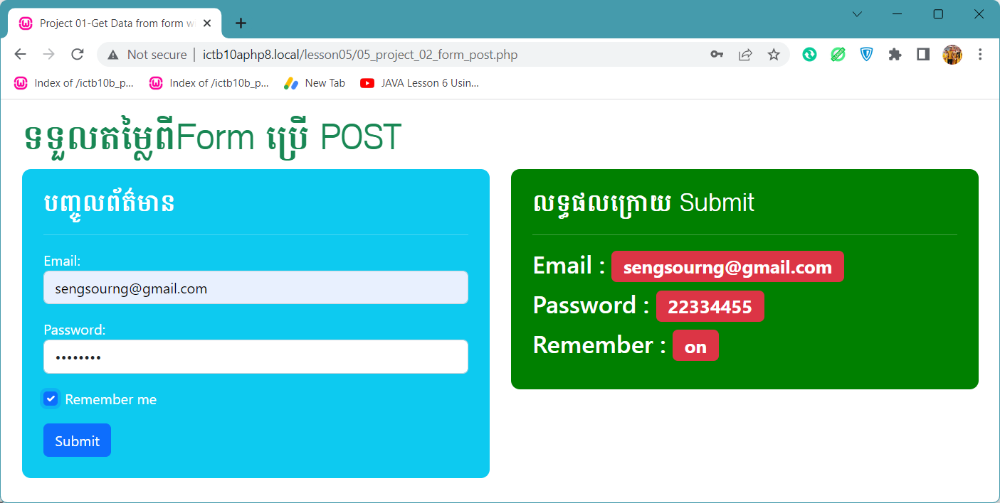 Project 01-Get Data from form w
Not secure | ictb10aphp8.local/lesson05/05_project_02_form_post.php
Index of /ictb10b_p... Index of /ictb10b_p... New Tab JAVA Lesson 6 Usin...
ទទួលតម្លៃពីForm ប្រើ POST
បញ្ចូលព័ត៌មាន
Email:
sengsourng@gmail.com
Password:
••••••••
Remember me
Submit
លទ្ធផលក្រោយ Submit
Email : sengsourng@gmail.com
Password : 22334455
Remember : on